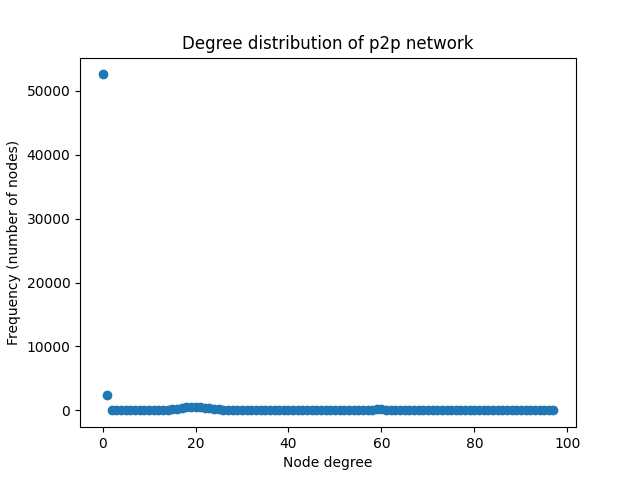 Degree distribution of p2p network
Frequency (number of nodes)
50000
40000
30000
20000
10000
0
0 20 40 60 80 100
Node degree